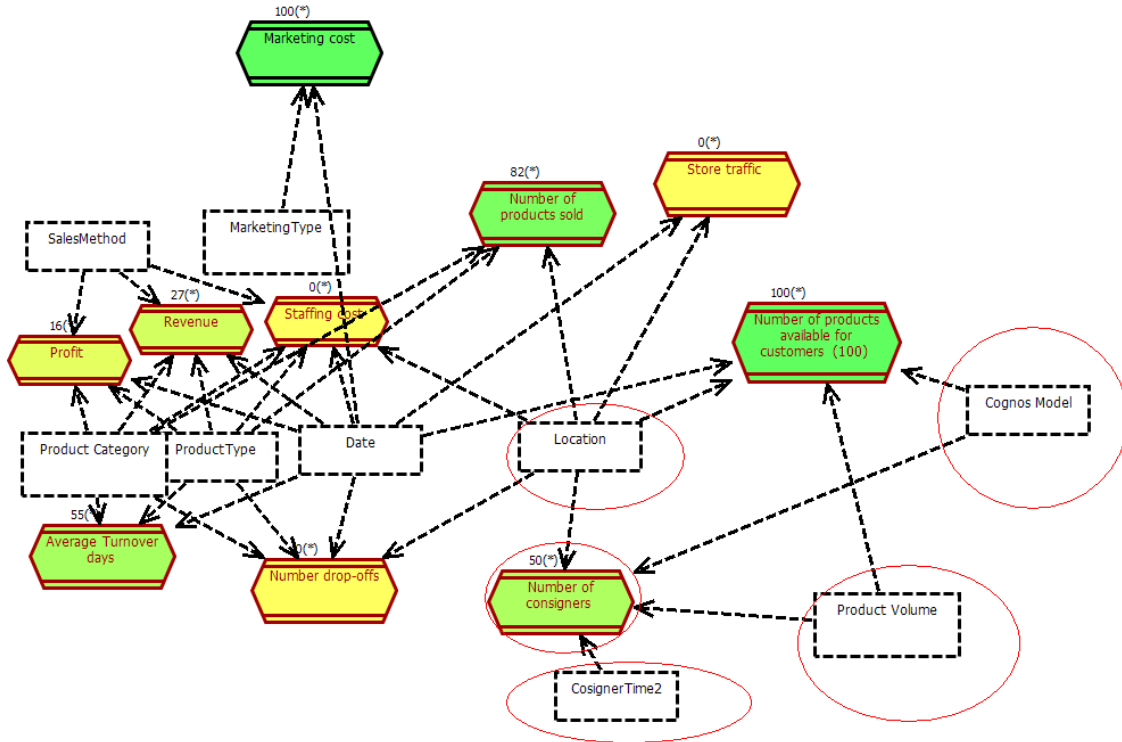 100(*)
Marketing cost
0(*)
Store traffic
82(*)
Number of
products sold
SalesMethod
MarketingType
27(*)
Revenue
0(*)
Staffing cost
16(*
Profit
100(*)
Number of products
available for
customers (100)
Cognos Model
Product Category
ProductType
Date
Location
55(*
Average Turnover
days
0(*)
Number drop-offs
50(*)
Number of
consigners
Product Volume
CosignerTime2